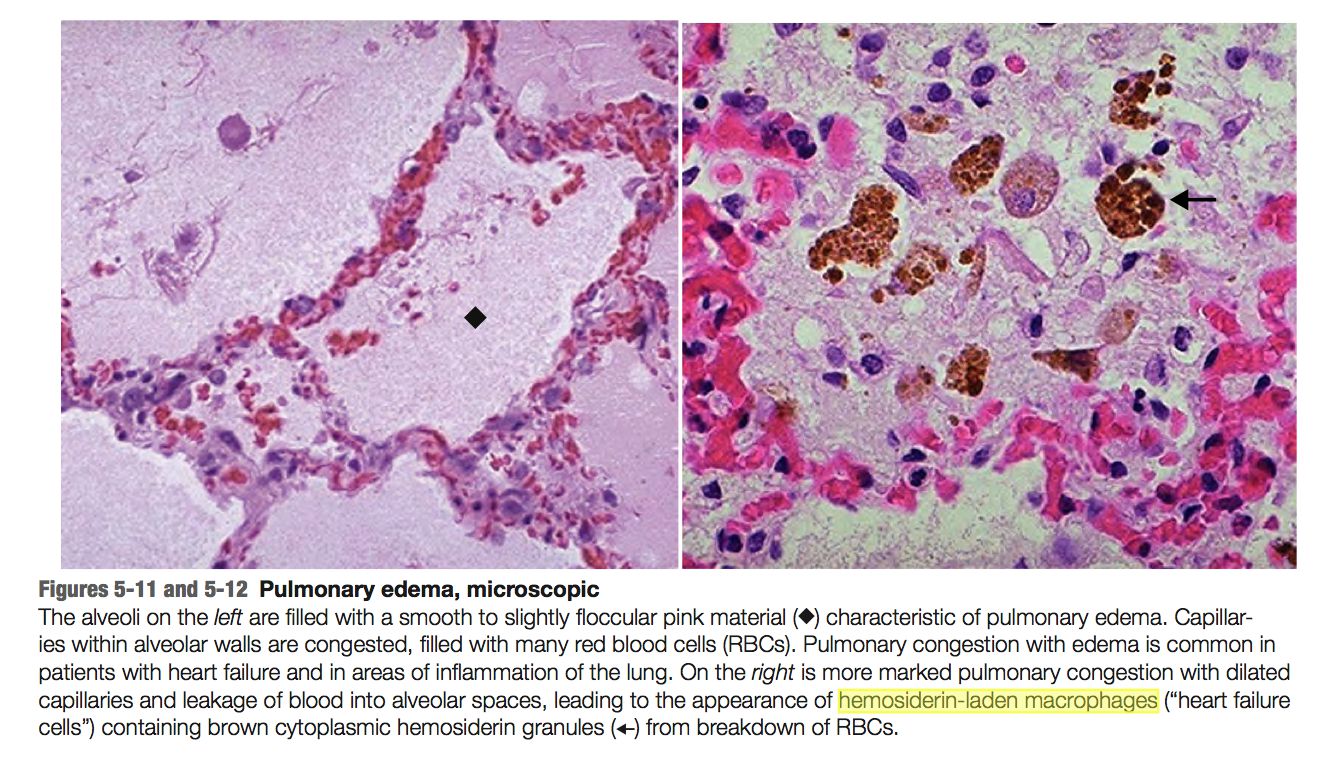 Figures 5-11 and 5-12 Pulmonary edema, microscopic
The alveoli on the left are filled with a smooth to slightly floccular pink material (◆) characteristic of pulmonary edema. Capillar-
ies within alveolar walls are congested, filled with many red blood cells (RBCs). Pulmonary congestion with edema is common in
patients with heart failure and in areas of inflammation of the lung. On the right is more marked pulmonary congestion with dilated
capillaries and leakage of blood into alveolar spaces, leading to the appearance of hemosiderin-laden macrophages (“heart failure
cells”) containing brown cytoplasmic hemosiderin granules (←) from breakdown of RBCs.